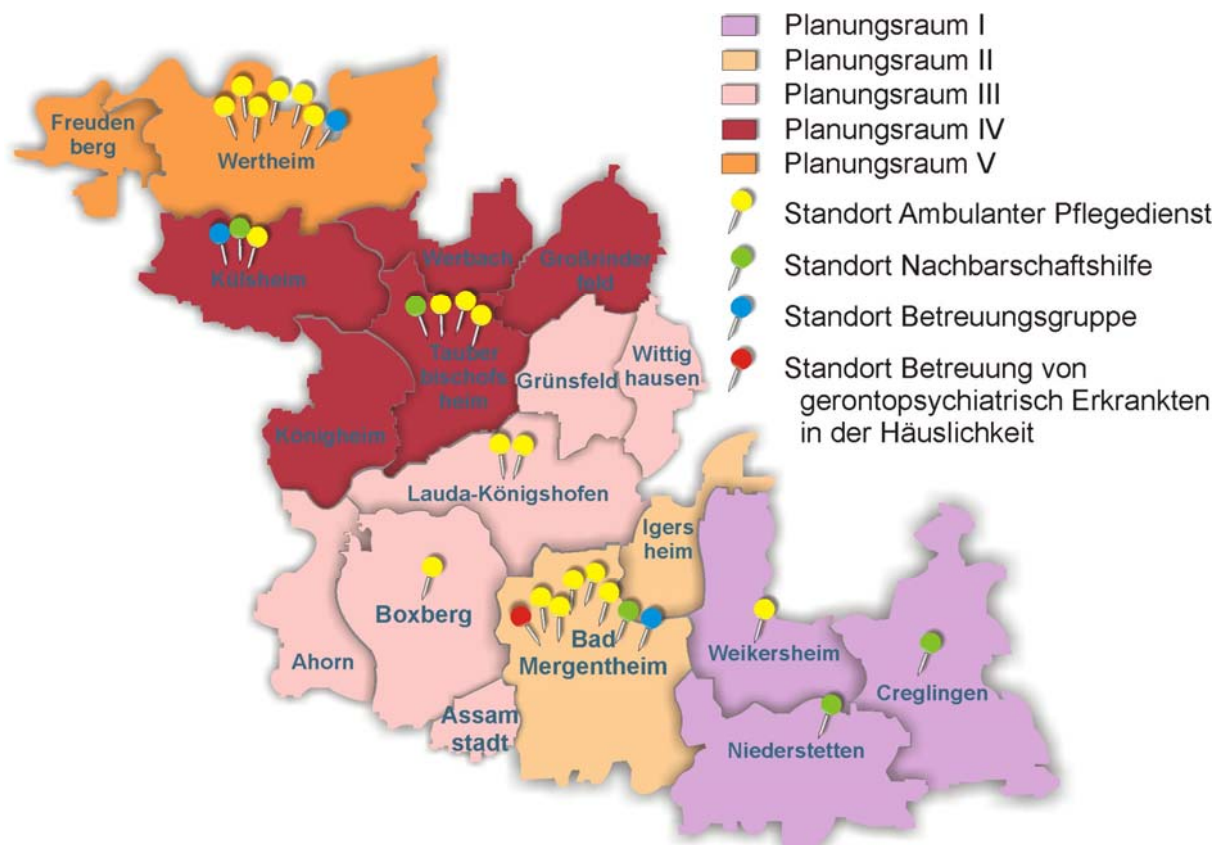 Planungsraum I
Planungsraum II
Planungsraum III
Planungsraum IV
Planungsraum V
Standort Ambulanter Pflegedienst
Standort Nachbarschaftshilfe
Standort Betreuungsgruppe
Standort Betreuung von
gerontopsychiatrisch Erkrankten
in der Häuslichkeit
Freuden
berg
Wertheim
Külsheim
Werbach
Großrinder
feld
Tauber
bischofs
heim
Königheim
Grünsfeld
Wittig
hausen
Lauda-Königshofen
Igers
heim
Boxberg
Ahorn
Bad
Mergentheim
Assam
stadt
Weikersheim
Creglingen
Niederstetten